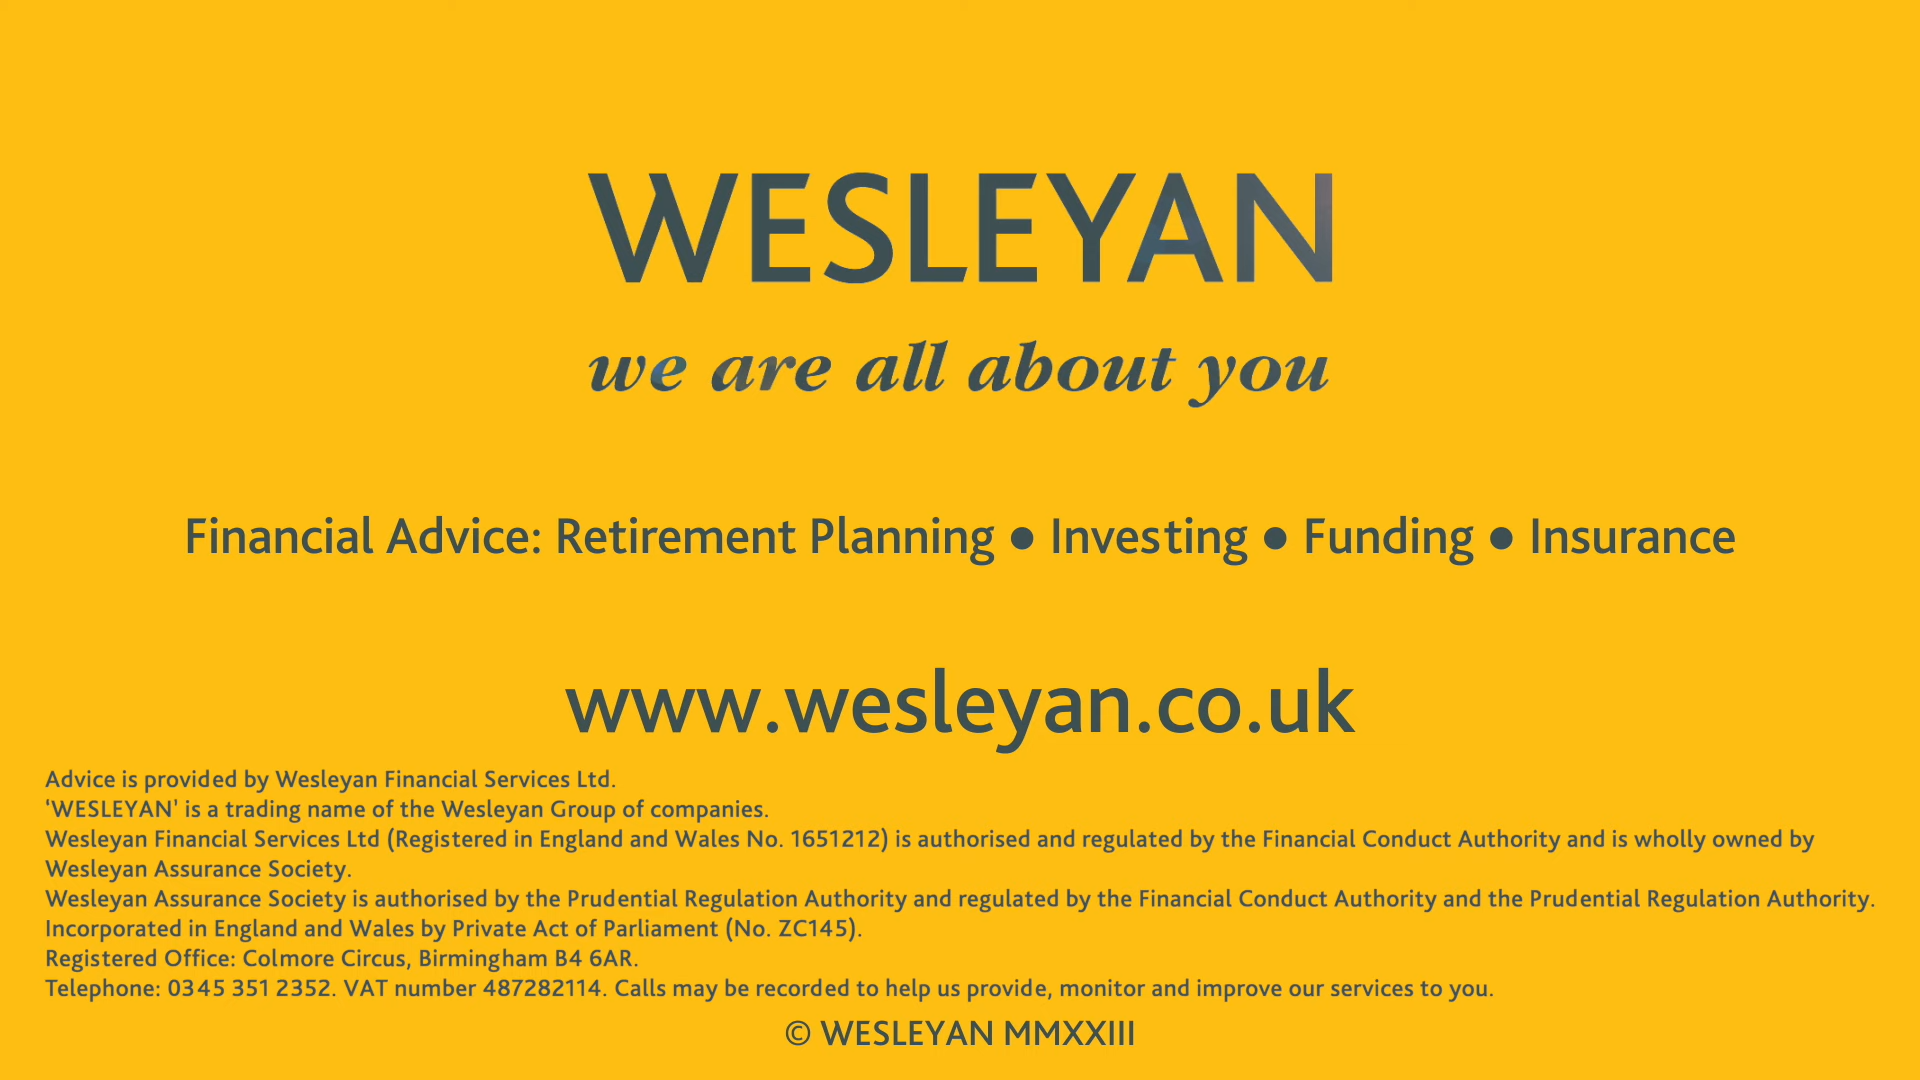 WESLEYAN
we are all about you
Financial Advice: Retirement Planning ● Investing ● Funding ● Insurance
www.wesleyan.co.uk
Advice is provided by Wesleyan Financial Services Ltd.
‘WESLEYAN’ is a trading name of the Wesleyan Group of companies.
Wesleyan Financial Services Ltd (Registered in England and Wales No. 1651212) is authorised and regulated by the Financial Conduct Authority and is wholly owned by
Wesleyan Assurance Society.
Wesleyan Assurance Society is authorised by the Prudential Regulation Authority and regulated by the Financial Conduct Authority and the Prudential Regulation Authority.
Incorporated in England and Wales by Private Act of Parliament (No. ZC145).
Registered Office: Colmore Circus, Birmingham B4 6AR.
Telephone: 0345 351 2352. VAT number 487282114. Calls may be recorded to help us provide, monitor and improve our services to you.
© WESLEYAN MMXXIII